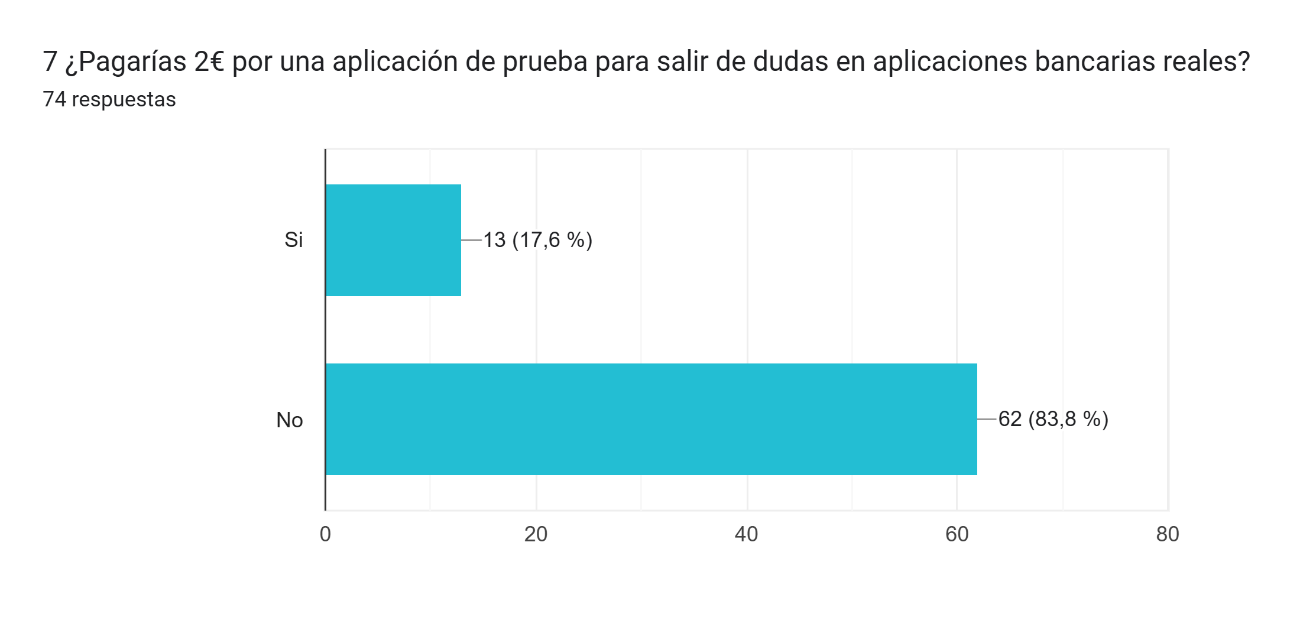 7 ¿Pagarías 2€ por una aplicación de prueba para salir de dudas en aplicaciones bancarias reales?
74 respuestas
Si
13 (17,6 %)
No
62 (83,8 %)
0
20
40
60
80